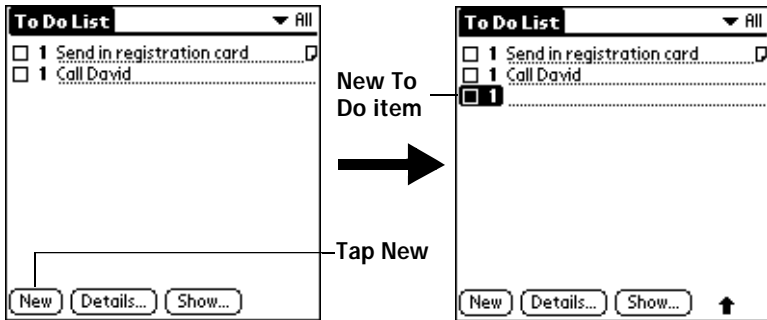 To Do List All
1 Send in registration card
1 Call David
New Details... Show...
New To
Do item
Tap New
To Do List All
1 Send in registration card
1 Call David
1
New Details... Show...